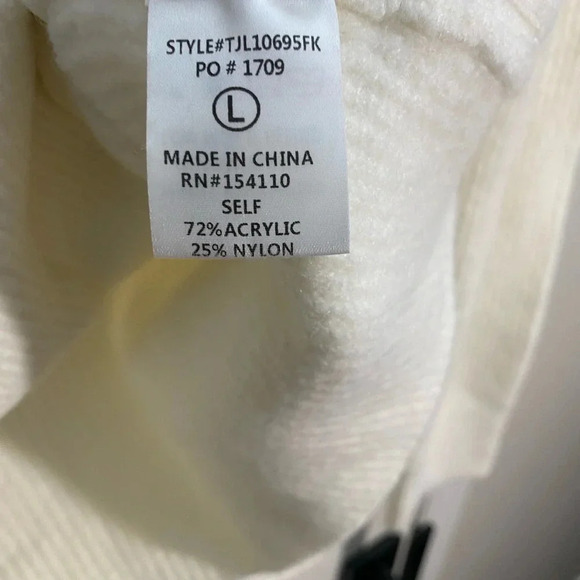 STYLE#TJL10695FK
PO # 1709
L
MADE IN CHINA
RN#154110
SELF
72%ACRYLIC
25% NYLON